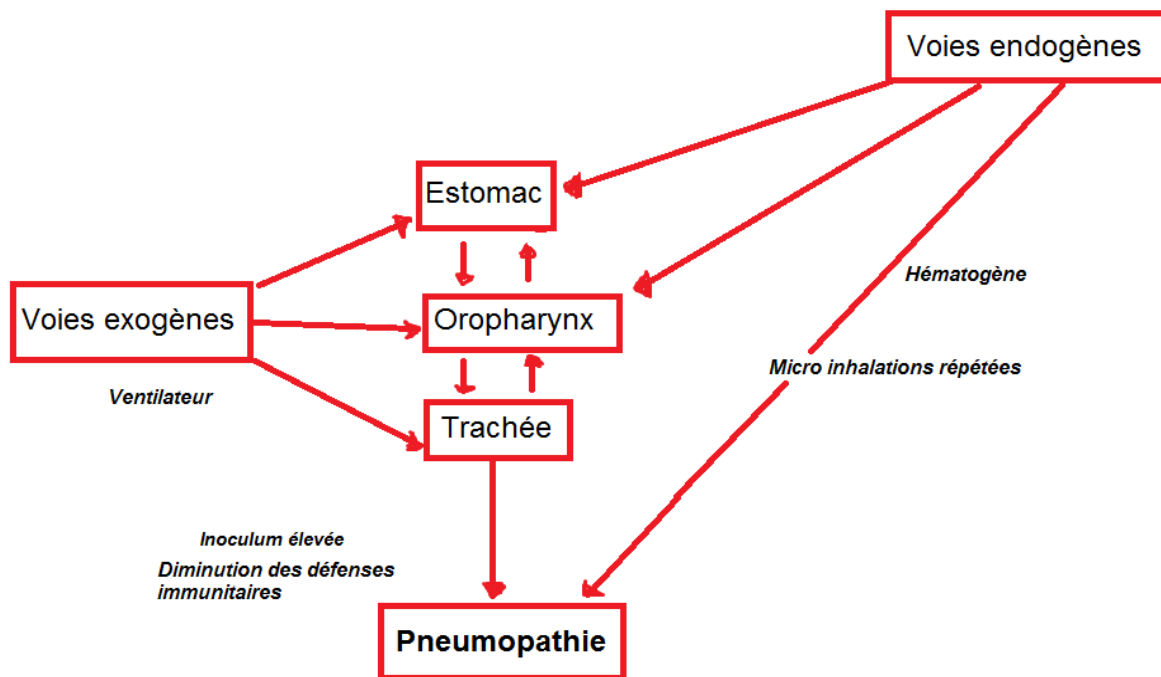 Voies endogènes
Estomac
Hématogène
Voies exogènes
Oropharynx
Micro inhalations répétées
Ventilateur
Trachée
Inoculum élevée
Diminution des défenses
immunitaires
Pneumopathie